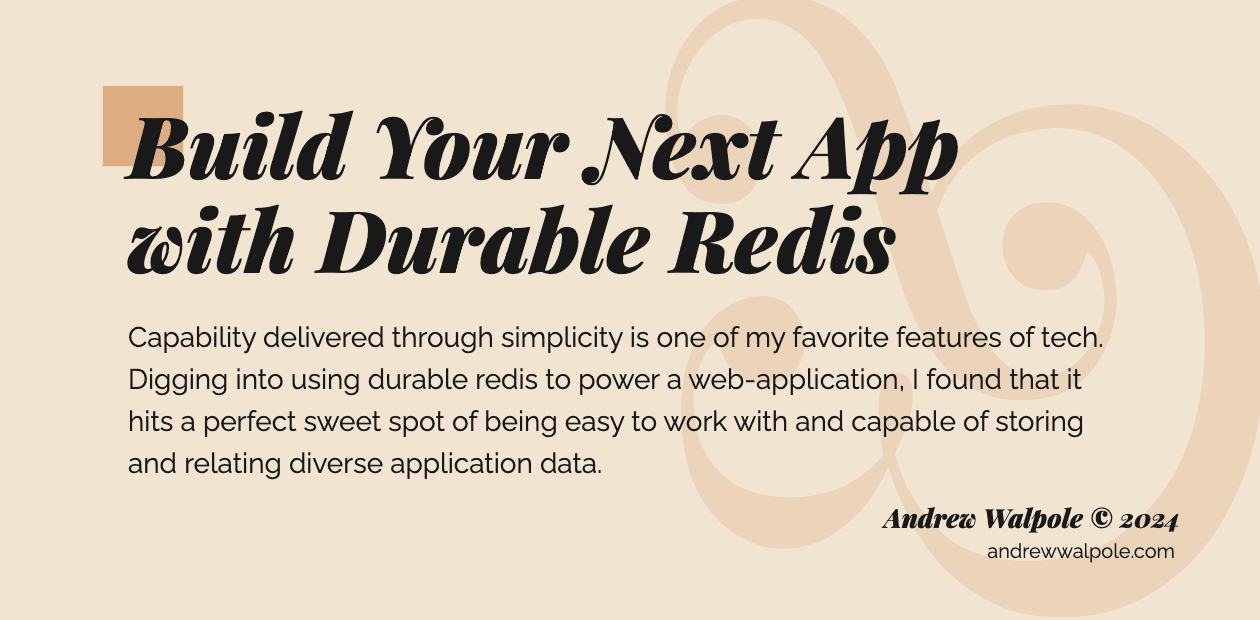 Build Your Next App
with Durable Redis
Capability delivered through simplicity is one of my favorite features of tech.
Digging into using durable redis to power a web-application, I found that it
hits a perfect sweet spot of being easy to work with and capable of storing
and relating diverse application data.
Andrew Walpole © 2024
andrewwalpole.com